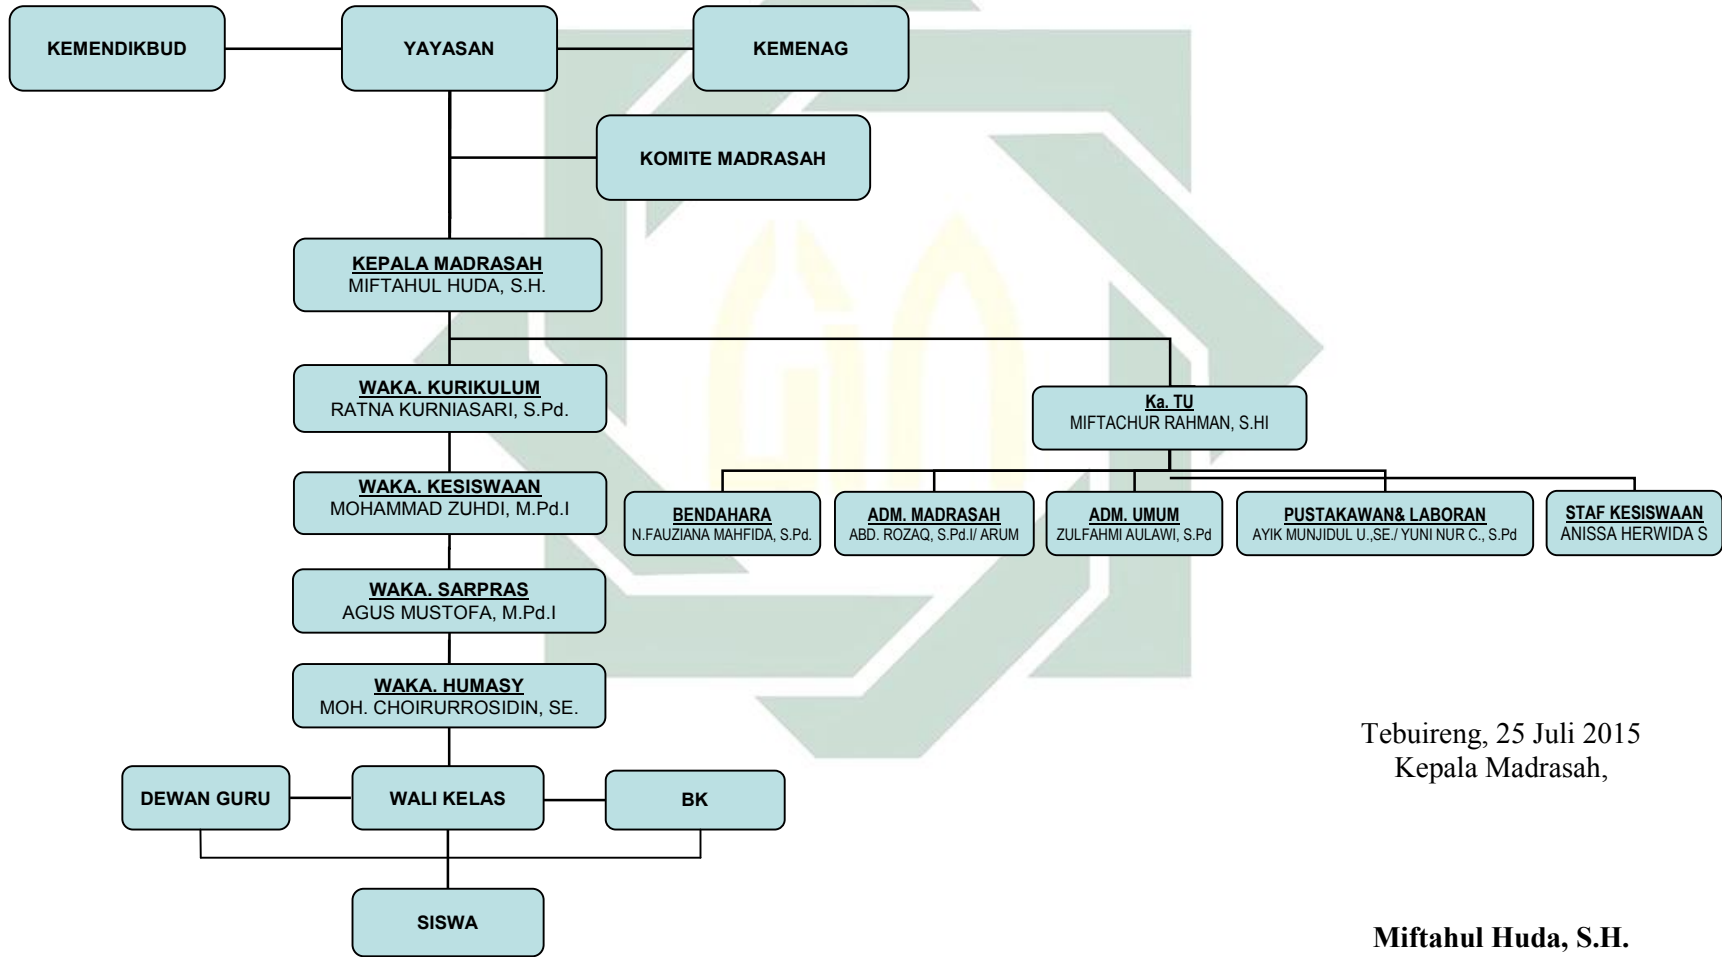 KEMENDIKBUD
YAYASAN
KEMENAG
KOMITE MADRASAH
KEPALA MADRASAH
MIFTAHUL HUDA, S.H.
WAKA. KURIKULUM
RATNA KURNIASARI, S.Pd.
Ka. TU
MIFTACHUR RAHMAN, S.HI
WAKA. KESISWAAN
MOHAMMAD ZUHDI, M.Pd.I
BENDAHARA
N.FAUZIANA MAHFIDA, S.Pd.
ADM. MADRASAH
ABD. ROZAQ, S.Pd.I/ ARUM
ADM. UMUM
ZULFAHMI AULAWI, S.Pd
PUSTAKAWAN& LABORAN
AYIK MUNJIDUL U.,SE./ YUNI NUR C., S.Pd
STAF KESISWAAN
ANISSA HERWIDA S
WAKA. SARPRAS
AGUS MUSTOFA, M.Pd.I
WAKA. HUMASY
MOH. CHOIRURROSIDIN, SE.
DEWAN GURU
WALI KELAS
BK
SISWA
Tebuireng, 25 Juli 2015
Kepala Madrasah,
Miftahul Huda, S.H.